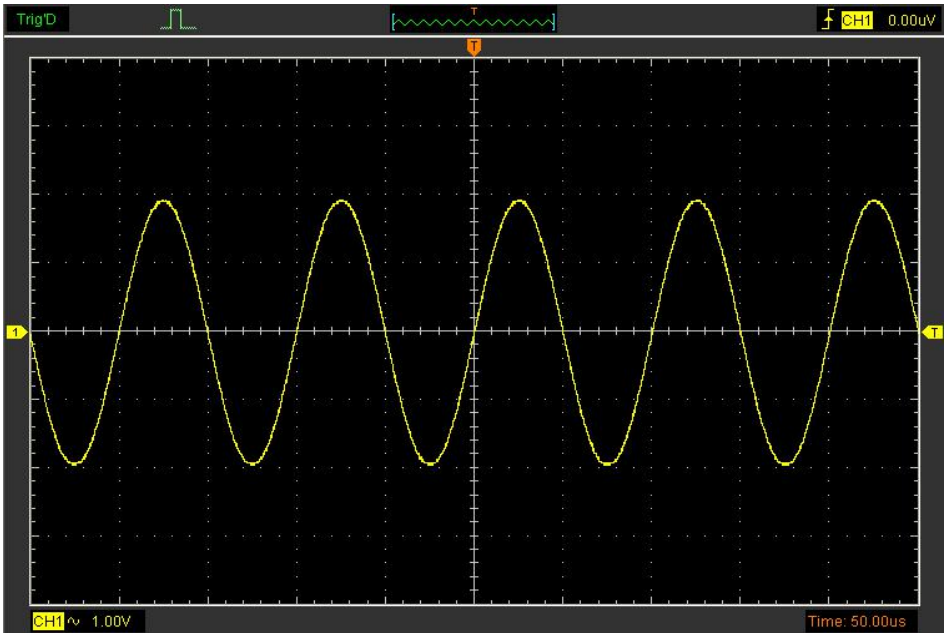 Trig'D
T
CH1 0.00uV
T
1
T
CH1 ~ 1.00V
Time: 50.00us